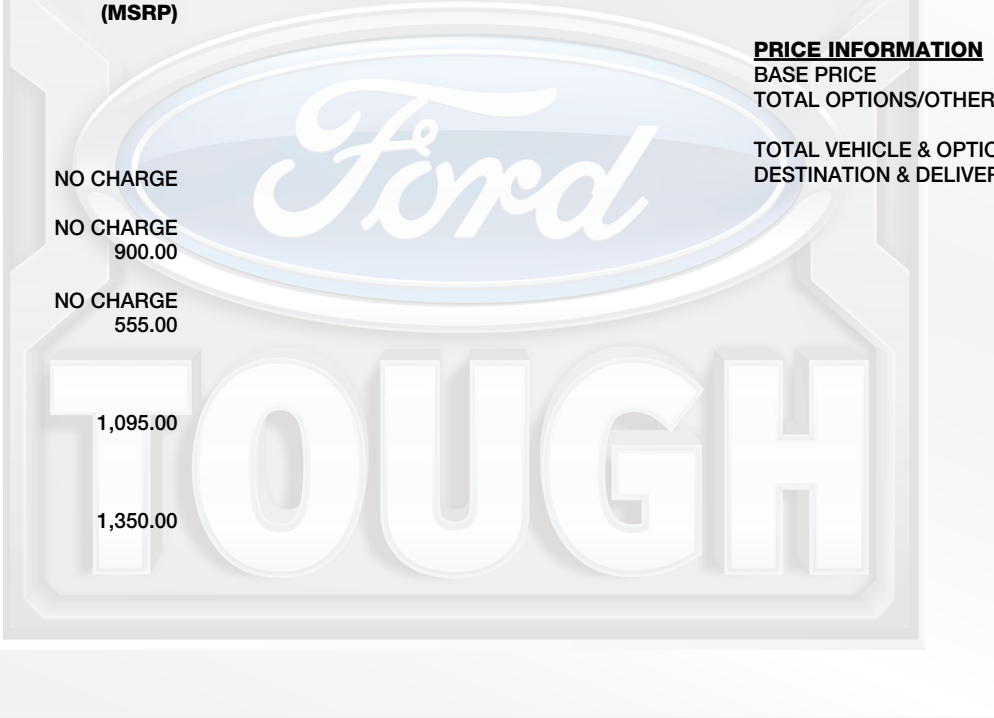 (MSRP)
NO CHARGE
NO CHARGE
900.00
NO CHARGE
555.00
1,095.00
1,350.00
PRICE INFORMATION
BASE PRICE
TOTAL OPTIONS/OTHER
TOTAL VEHICLE & OPTIO
DESTINATION & DELIVER
Ford
TOUGH